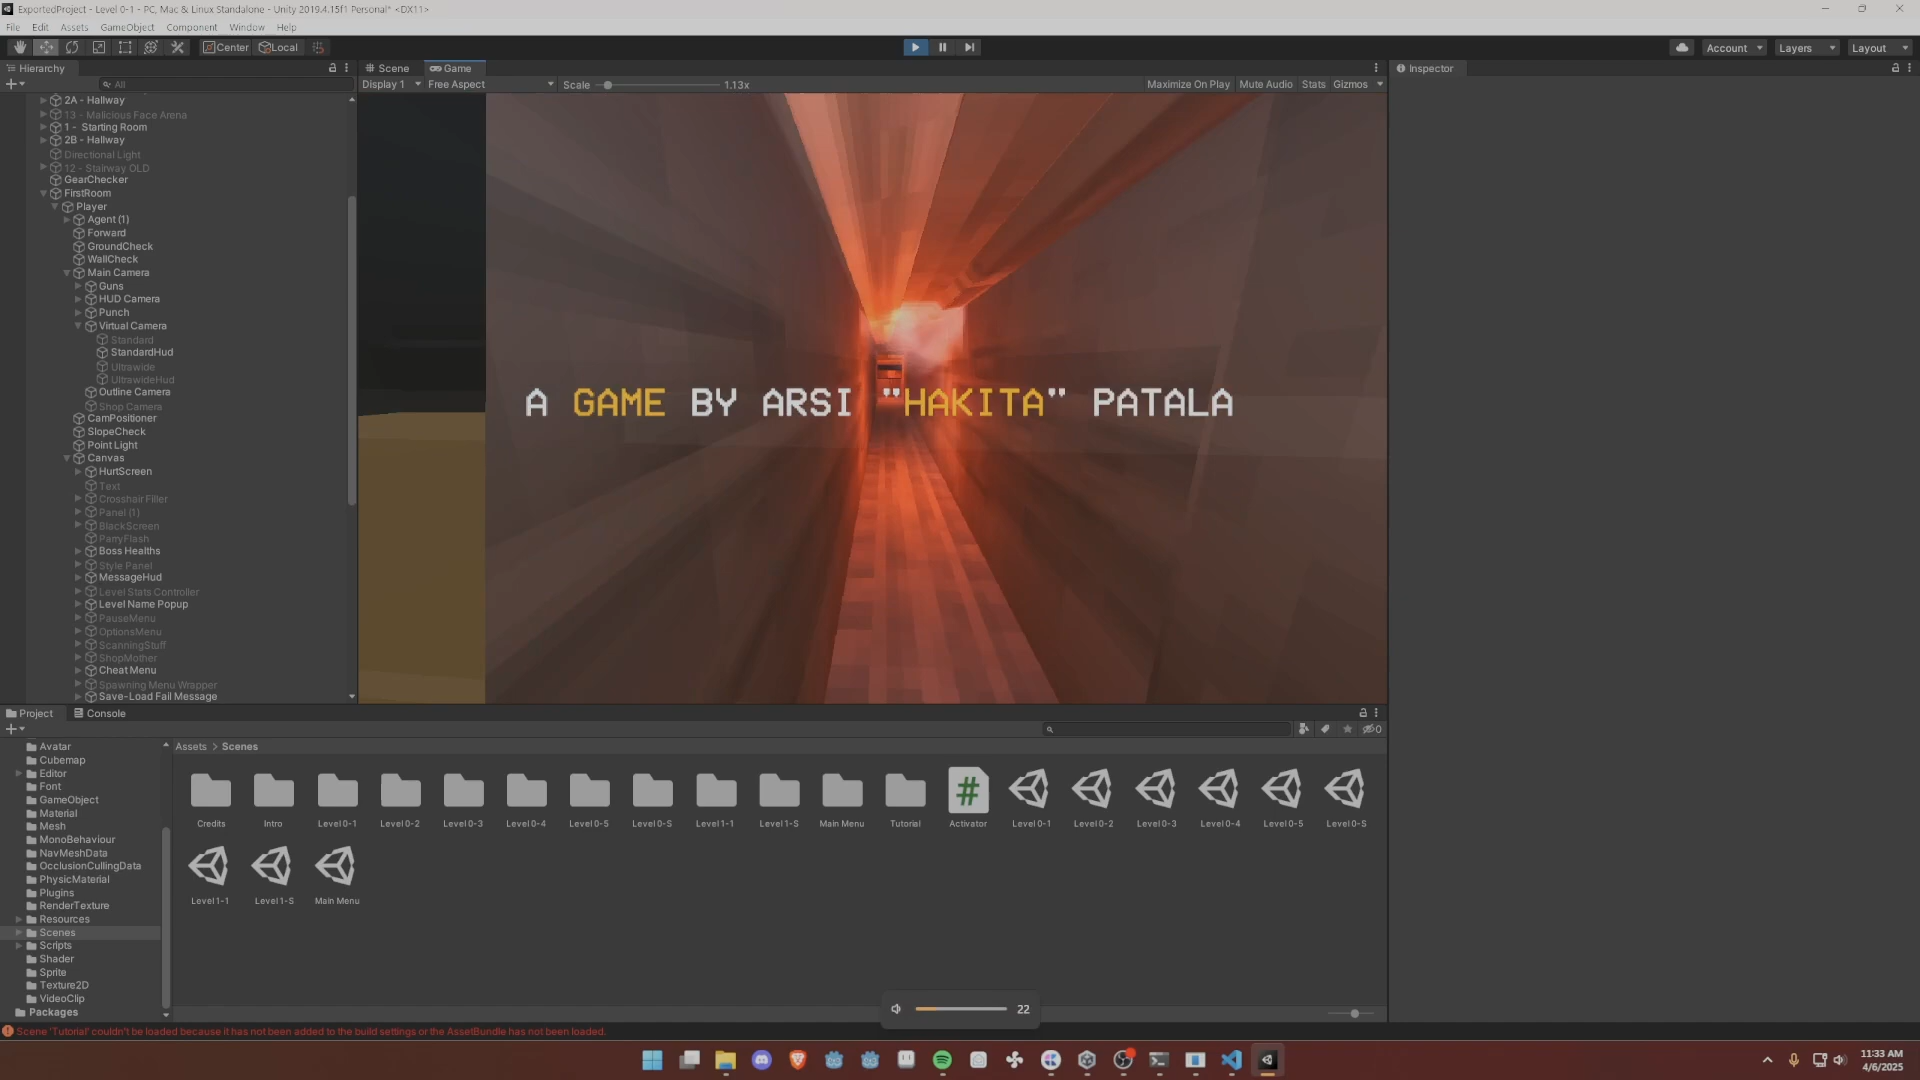 ExportedProject - Level 0-1 - PC, Mac & Linux Standalone - Unity 2019.4.15f1 Personal* <DX11>
File Edit Assets GameObject Component Window Help
Center Local Account Layers Layout
Hierarchy Scene Game Inspector
All Display 1 Free Aspect Scale 1.13x Maximize On Play Mute Audio Stats Gizmos
2A - Hallway
13 - Malicious Face Arena
1 - Starting Room
2B - Hallway
Directional Light
12 - Stairway OLD
GearChecker
FirstRoom
Player
Agent (1)
Forward
GroundCheck
WallCheck
Main Camera
Guns
HUD Camera
Punch
Virtual Camera
Standard
StandardHud
Ultrawide
UltrawideHud
Outline Camera
Shop Camera
CamPositioner
SlopeCheck
Point Light
Canvas
HurtScreen
Text
Crosshair Filler
Panel (1)
BlackScreen
ParryFlash
Boss Healths
Style Panel
MessageHud
Level Stats Controller
Level Name Popup
PauseMenu
OptionsMenu
ScanningStuff
ShopMother
Cheat Menu
Spawning Menu Wrapper
Save-Load Fail Message
A GAME BY ARSI "HAKITA" PATALA
Project Console
0
Avatar
Cubemap
Editor
Font
GameObject
Material
Mesh
MonoBehaviour
NavMeshData
OcclusionCullingData
PhysicMaterial
Plugins
RenderTexture
Resources
Scenes
Scripts
Shader
Sprite
Texture2D
VideoClip
Packages
Assets > Scenes
Credits Intro Level 0-1 Level 0-2 Level 0-3 Level 0-4 Level 0-5 Level 0-S Level 1-1 Level 1-S Main Menu Tutorial Activator Level 0-1 Level 0-2 Level 0-3 Level 0-4 Level 0-5 Level 0-S
Level 1-1 Level 1-S Main Menu
22
Scene 'Tutorial' couldn't be loaded because it has not been added to the build settings or the AssetBundle has not been loaded.
11:33 AM
4/6/2025